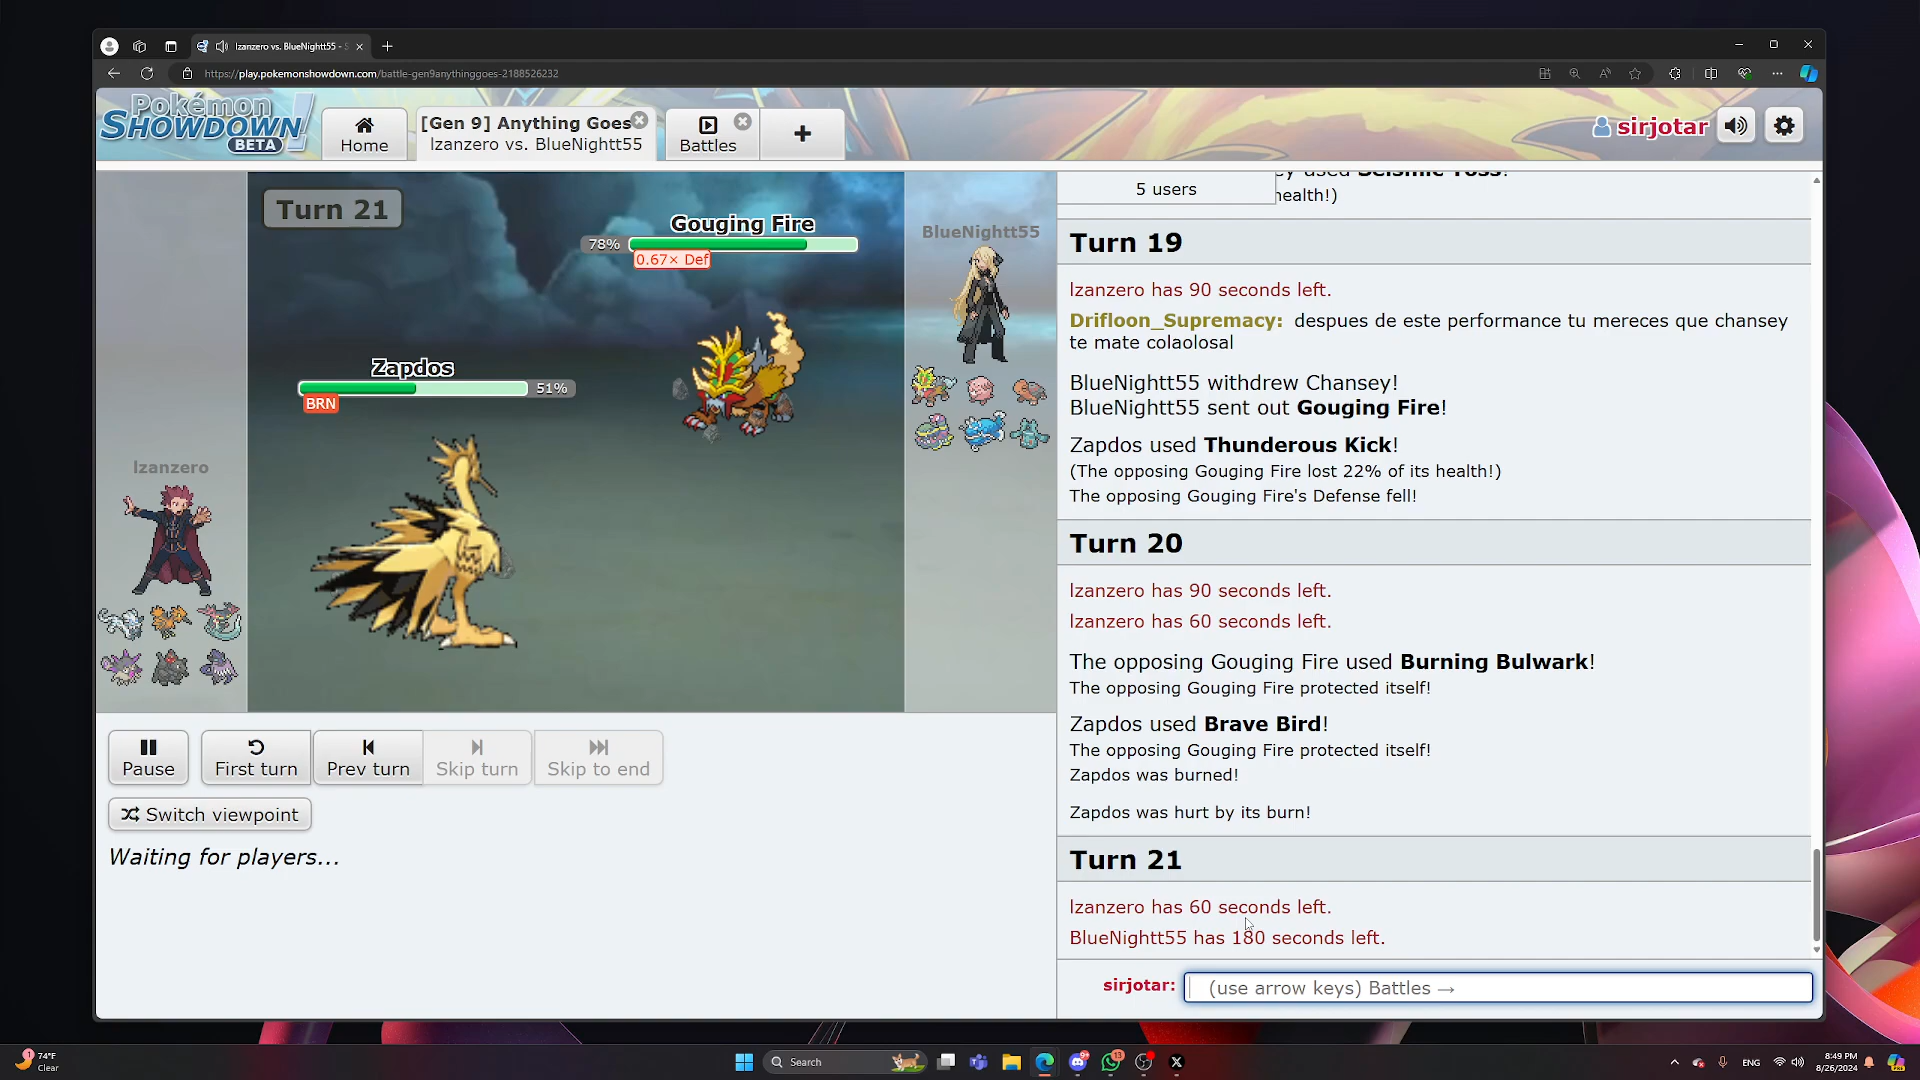 Izanzero vs. BlueNightt55 - S
https://play.pokemonshowdown.com/battle-gen9anythinggoes-2188526232
Pokémon
SHOWDOWN!
BETA
Home
[Gen 9] Anything Goes
Izanzero vs. BlueNightt55
Battles
sirjotar
Turn 21
Gouging Fire
78%
0.67× Def
Zapdos
51%
BRN
BlueNightt55
Izanzero
Pause
First turn
Prev turn
Skip turn
Skip to end
Switch viewpoint
Waiting for players...
5 users
health!)
Turn 19
Izanzero has 90 seconds left.
Drifloon_Supremacy: despues de este performance tu mereces que chansey
te mate colaolosal
BlueNightt55 withdrew Chansey!
BlueNightt55 sent out Gouging Fire!
Zapdos used Thunderous Kick!
(The opposing Gouging Fire lost 22% of its health!)
The opposing Gouging Fire's Defense fell!
Turn 20
Izanzero has 90 seconds left.
Izanzero has 60 seconds left.
The opposing Gouging Fire used Burning Bulwark!
The opposing Gouging Fire protected itself!
Zapdos used Brave Bird!
The opposing Gouging Fire protected itself!
Zapdos was burned!
Zapdos was hurt by its burn!
Turn 21
Izanzero has 60 seconds left.
BlueNightt55 has 180 seconds left.
sirjotar: (use arrow keys) Battles →
74°F
Clear
Search
ENG
8:49 PM
8/26/2024